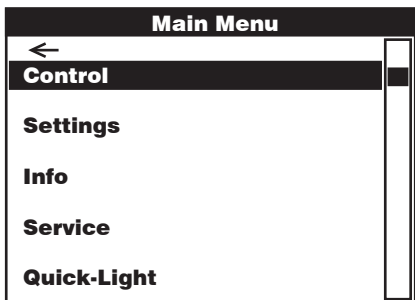 Main Menu
←
Control
Settings
Info
Service
Quick-Light